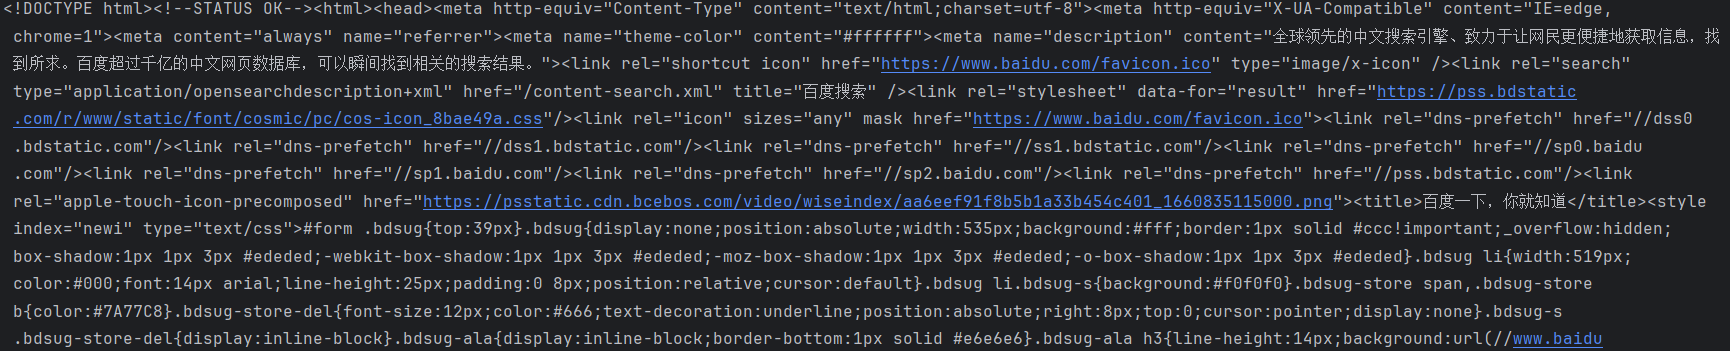 <!DOCTYPE html><!--STATUS OK--><html><head><meta http-equiv="Content-Type" content="text/html;charset=utf-8"><meta http-equiv="X-UA-Compatible" content="IE=edge,
chrome=1"><meta content="always" name="referrer"><meta name="theme-color" content="#ffffff"><meta name="description" content="全球领先的中文搜索引擎、致力于让网民更便捷地获取信息，找
到所求。百度超过千亿的中文网页数据库，可以瞬间找到相关的搜索结果。"><link rel="shortcut icon" href="https://www.baidu.com/favicon.ico" type="image/x-icon" /><link rel="search"
type="application/opensearchdescription+xml" href="/content-search.xml" title="百度搜索" /><link rel="stylesheet" data-for="result" href="https://pss.bdstatic
.com/r/www/static/font/cosmic/pc/cos-icon_8bae49a.css"/><link rel="icon" sizes="any" mask href="https://www.baidu.com/favicon.ico"><link rel="dns-prefetch" href="//dss0
.bdstatic.com"/><link rel="dns-prefetch" href="//dss1.bdstatic.com"/><link rel="dns-prefetch" href="//ss1.bdstatic.com"/><link rel="dns-prefetch" href="//sp0.baidu
.com"/><link rel="dns-prefetch" href="//sp1.baidu.com"/><link rel="dns-prefetch" href="//sp2.baidu.com"/><link rel="dns-prefetch" href="//pss.bdstatic.com"/><link
rel="apple-touch-icon-precomposed" href="https://psstatic.cdn.bcebos.com/video/wiseindex/aa6eef91f8b5b1a33b454c401_1660835115000.png"><title>百度一下，你就知道</title><style
index="newi" type="text/css">#form .bdsug{top:39px}.bdsug{display:none;position:absolute;width:535px;background:#fff;border:1px solid #ccc!important;_overflow:hidden;
box-shadow:1px 1px 3px #ededed;-webkit-box-shadow:1px 1px 3px #ededed;-moz-box-shadow:1px 1px 3px #ededed;-o-box-shadow:1px 1px 3px #ededed}.bdsug li{width:519px;
color:#000;font:14px arial;line-height:25px;padding:0 8px;position:relative;cursor:default}.bdsug li.bdsug-s{background:#f0f0f0}.bdsug-store span,.bdsug-store
b{color:#7A77C8}.bdsug-store-del{font-size:12px;color:#666;text-decoration:underline;position:absolute;right:8px;top:0;cursor:pointer;display:none}.bdsug-s
.bdsug-store-del{display:inline-block}.bdsug-ala{display:inline-block;border-bottom:1px solid #e6e6e6}.bdsug-ala h3{line-height:14px;background:url(//www.baidu